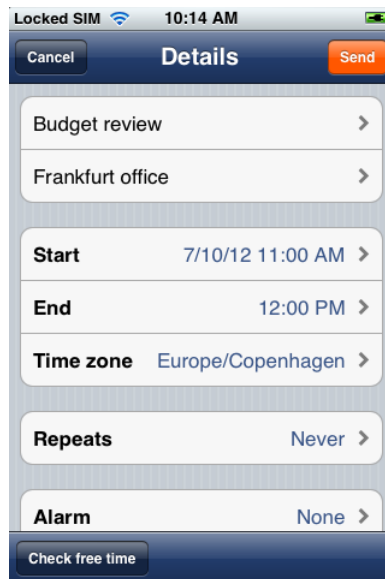 Locked SIM 10:14 AM
Cancel Details Send
Budget review
Frankfurt office
Start 7/10/12 11:00 AM
End 12:00 PM
Time zone Europe/Copenhagen
Repeats Never
Alarm None
Check free time